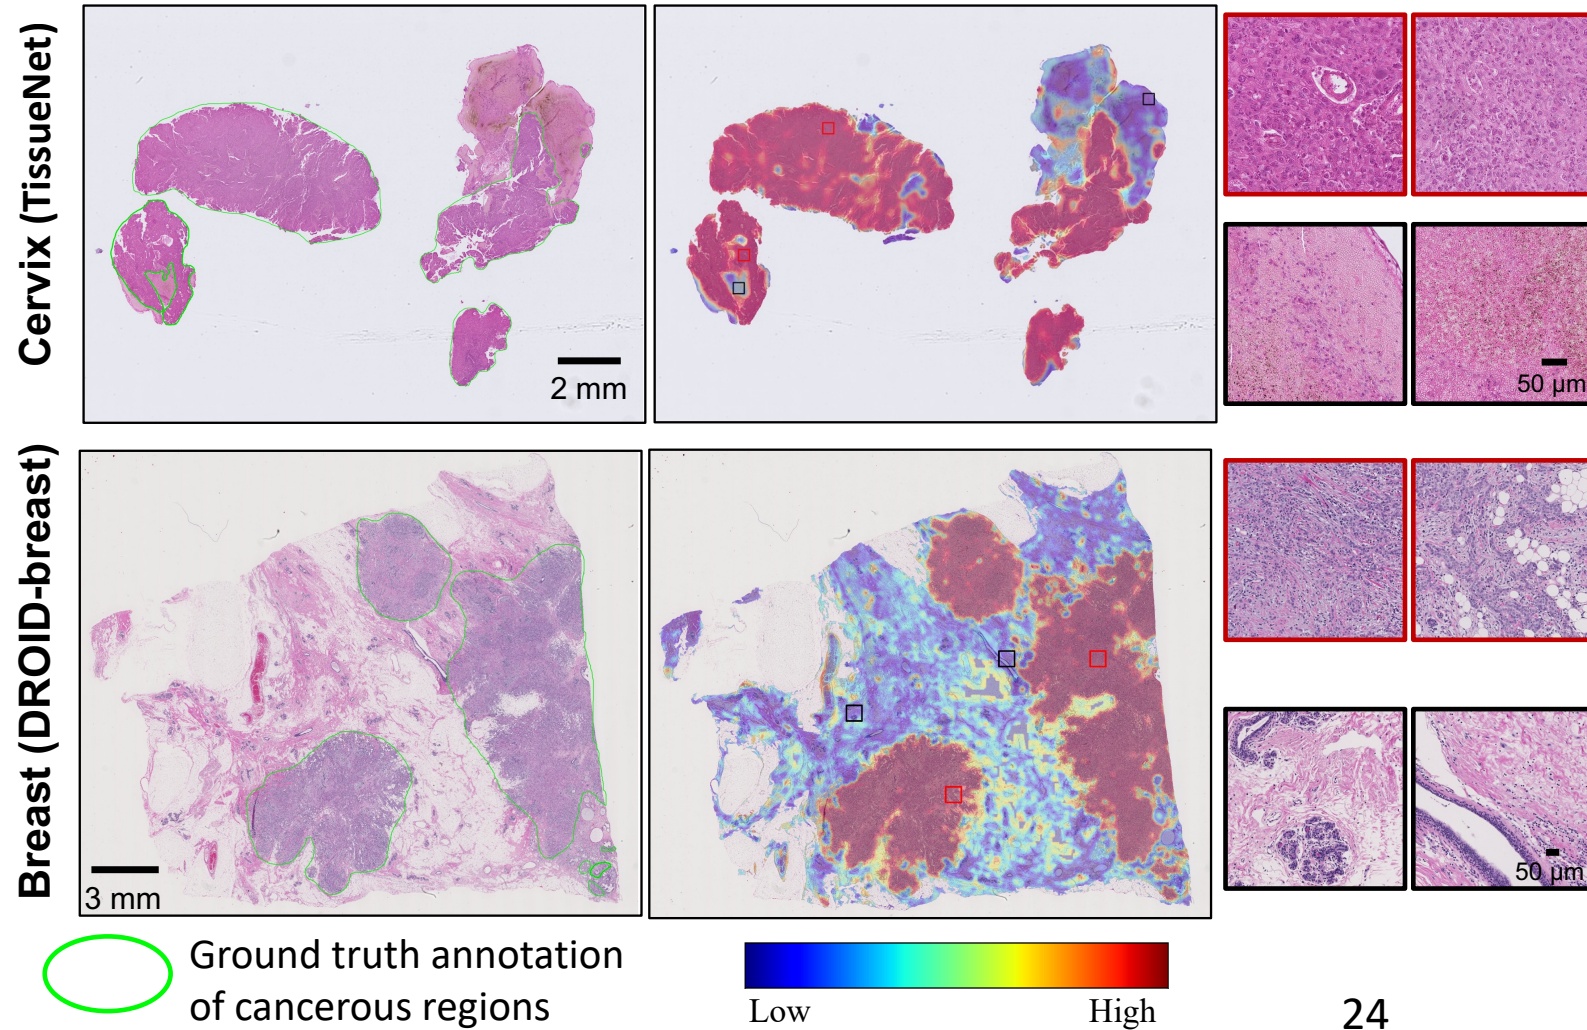 Cervix (TissueNet)
2 mm
50 µm
Breast (DROID-breast)
3 mm
50 µm
Ground truth annotation
of cancerous regions
Low
High
24